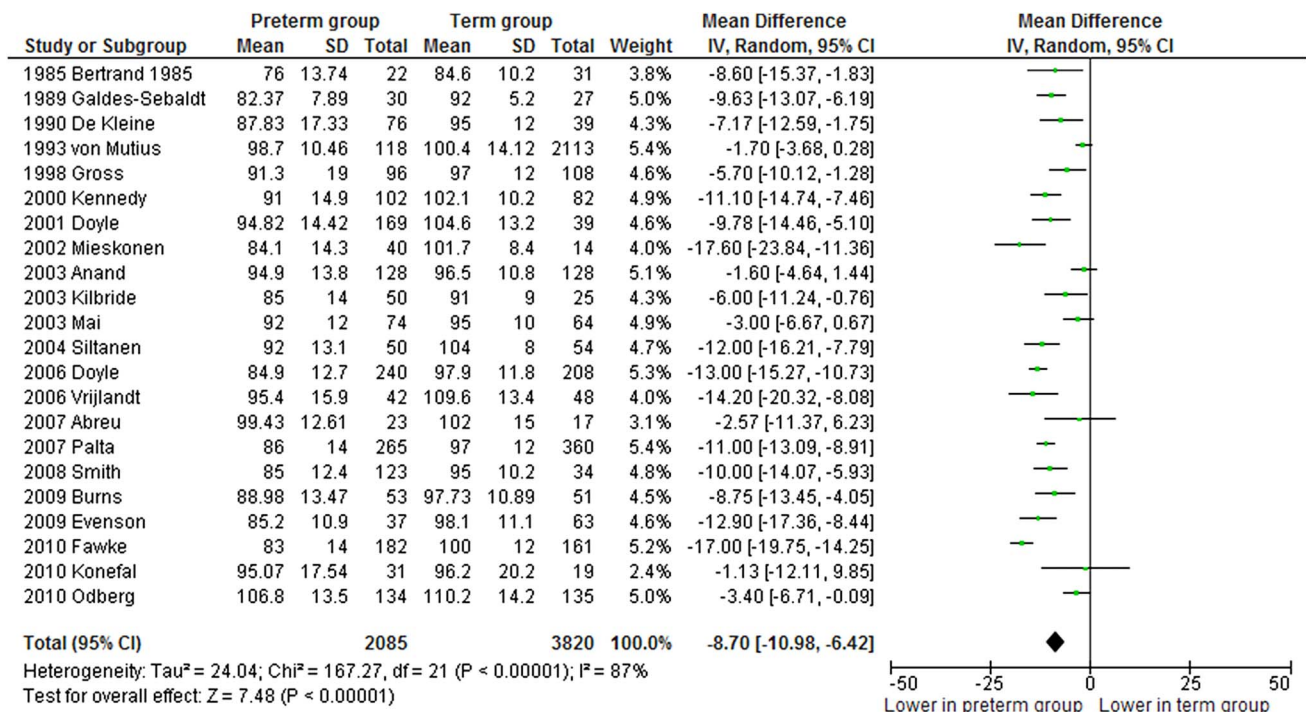 Preterm group Term group Mean Difference Mean Difference
Study or Subgroup Mean SD Total Mean SD Total Weight IV, Random, 95% CI IV, Random, 95% CI
1985 Bertrand 1985 76 13.74 22 84.6 10.2 31 3.8% -8.60 [-15.37, -1.83]
1989 Galdes-Sebaldt 82.37 7.89 30 92 5.2 27 5.0% -9.63 [-13.07, -6.19]
1990 De Kleine 87.83 17.33 76 95 12 39 4.3% -7.17 [-12.59, -1.75]
1993 von Mutius 98.7 10.46 118 100.4 14.12 2113 5.4% -1.70 [-3.68, 0.28]
1998 Gross 91.3 19 96 97 12 108 4.6% -5.70 [-10.12, -1.28]
2000 Kennedy 91 14.9 102 102.1 10.2 82 4.9% -11.10 [-14.74, -7.46]
2001 Doyle 94.82 14.42 169 104.6 13.2 39 4.6% -9.78 [-14.46, -5.10]
2002 Mieskonen 84.1 14.3 40 101.7 8.4 14 4.0% -17.60 [-23.84, -11.36]
2003 Anand 94.9 13.8 128 96.5 10.8 128 5.1% -1.60 [-4.64, 1.44]
2003 Kilbride 85 14 50 91 9 25 4.3% -6.00 [-11.24, -0.76]
2003 Mai 92 12 74 95 10 64 4.9% -3.00 [-6.67, 0.67]
2004 Siltanen 92 13.1 50 104 8 54 4.7% -12.00 [-16.21, -7.79]
2006 Doyle 84.9 12.7 240 97.9 11.8 208 5.3% -13.00 [-15.27, -10.73]
2006 Vrijlandt 95.4 15.9 42 109.6 13.4 48 4.0% -14.20 [-20.32, -8.08]
2007 Abreu 99.43 12.61 23 102 15 17 3.1% -2.57 [-11.37, 6.23]
2007 Palta 86 14 265 97 12 360 5.4% -11.00 [-13.09, -8.91]
2008 Smith 85 12.4 123 95 10.2 34 4.8% -10.00 [-14.07, -5.93]
2009 Burns 88.98 13.47 53 97.73 10.89 51 4.5% -8.75 [-13.45, -4.05]
2009 Evenson 85.2 10.9 37 98.1 11.1 63 4.6% -12.90 [-17.36, -8.44]
2010 Fawke 83 14 182 100 12 161 5.2% -17.00 [-19.75, -14.25]
2010 Konefal 95.07 17.54 31 96.2 20.2 19 2.4% -1.13 [-12.11, 9.85]
2010 Odberg 106.8 13.5 134 110.2 14.2 135 5.0% -3.40 [-6.71, -0.09]
Total (95% CI) 2085 3820 100.0% -8.70 [-10.98, -6.42]
Heterogeneity: Tau² = 24.04; Chi² = 167.27, df = 21 (P < 0.00001); I² = 87%
Test for overall effect: Z = 7.48 (P < 0.00001)
-50 -25 0 25 50
Lower in preterm group Lower in term group